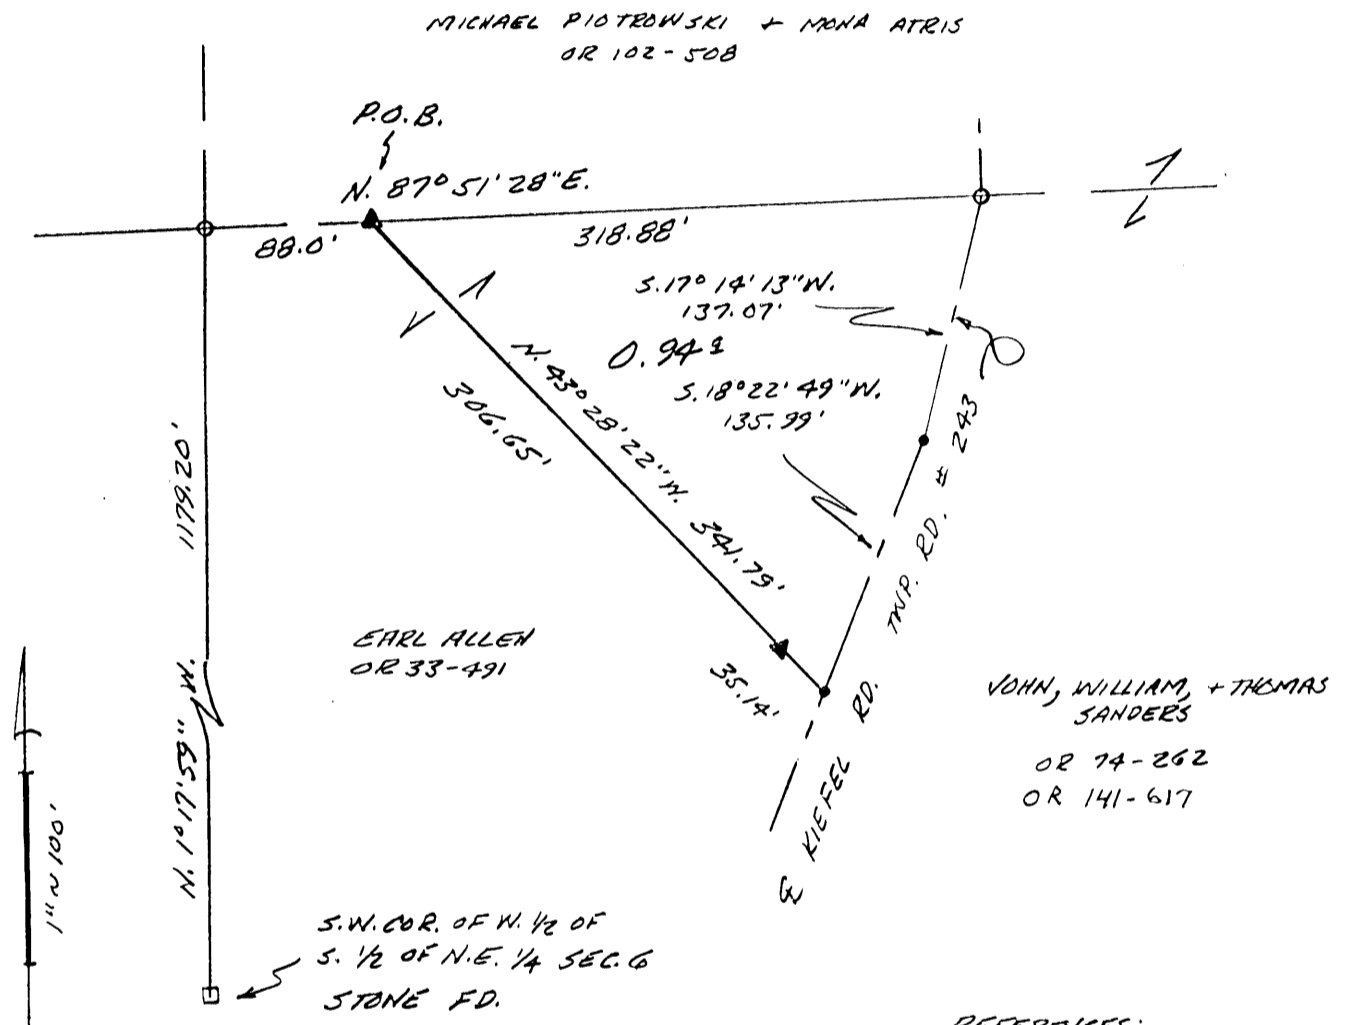 MICHAEL PIOTROWSKI + MONA ATRIS
OR 102-508
P.O.B.
N. 87° 51' 28" E.
88.0'
318.88'
S. 17° 14' 13" W.
137.07'
0.94
S. 18° 22' 49" W.
135.99'
N. 43° 28' 22" W. 341.79'
306.65'
35.14'
TWP. RD. # 243
℄ KIEFEL RD.
N. 1° 17' 59" W.
1179.20'
EARL ALLEN
OR 33-491
JOHN, WILLIAM, + THOMAS
SANDERS
OR 74-262
OR 141-617
1" ~ 100'
S.W. COR. OF W. 1/2 OF
S. 1/2 OF N.E. 1/4 SEC. 6
STONE FD.
REFERENCES: